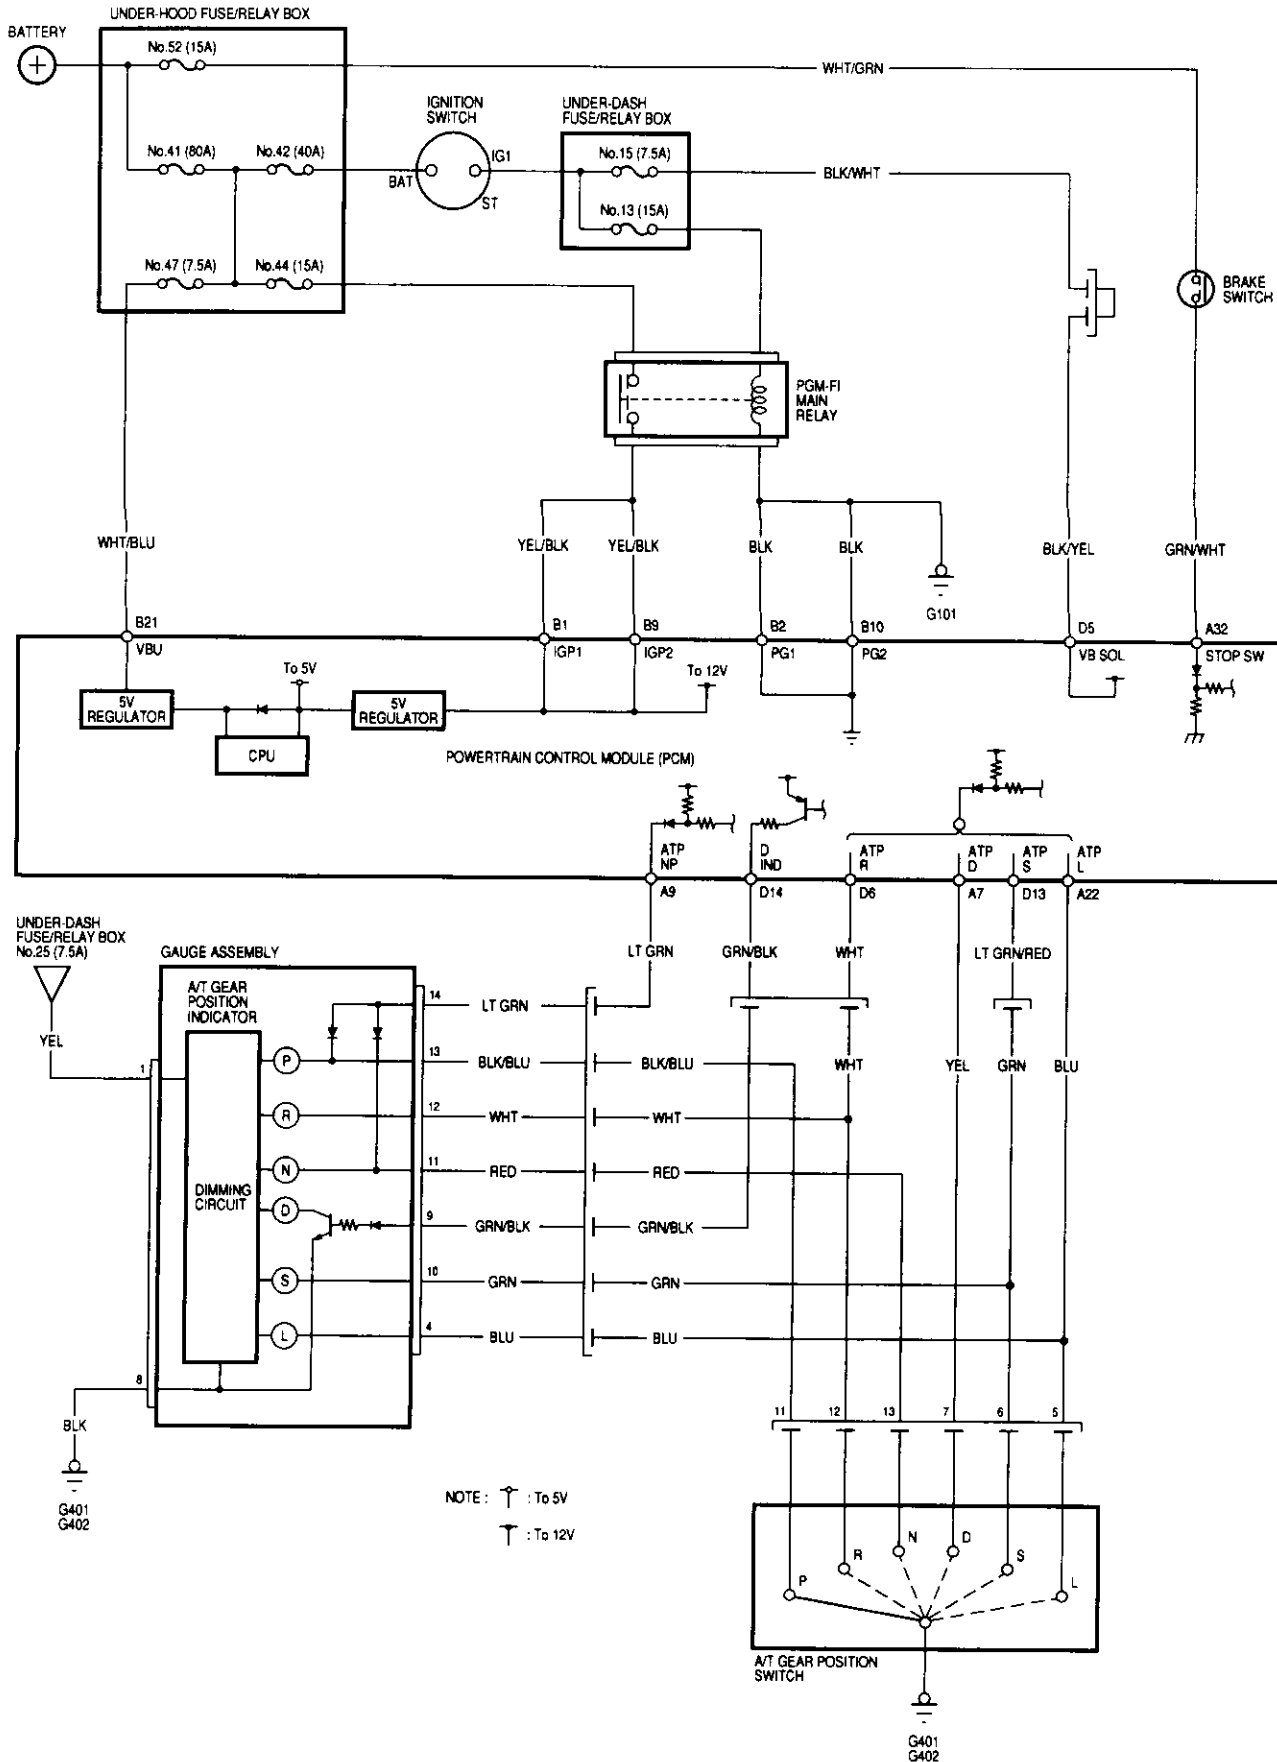 UNDER-HOOD FUSE/RELAY BOX
BATTERY
No.52 (15A)
WHT/GRN
IGNITION
SWITCH
UNDER-DASH
FUSE/RELAY BOX
No.41 (80A)
No.42 (40A)
BAT
IG1
ST
No.15 (7.5A)
BLK/WHT
No.13 (15A)
No.47 (7.5A)
No.44 (15A)
BRAKE
SWITCH
PGM-FI
MAIN
RELAY
WHT/BLU
YEL/BLK
YEL/BLK
BLK
BLK
G101
BLK/YEL
GRN/WHT
B21
VBU
B1
IGP1
B9
IGP2
B2
PG1
B10
PG2
D5
VB SOL
A32
STOP SW
To 5V
To 12V
5V
REGULATOR
5V
REGULATOR
CPU
POWERTRAIN CONTROL MODULE (PCM)
ATP
NP
D
IND
ATP
R
ATP
D
ATP
S
ATP
L
A9
D14
D6
A7
D13
A22
UNDER-DASH
FUSE/RELAY BOX
No.25 (7.5A)
GAUGE ASSEMBLY
LT GRN
GRN/BLK
WHT
LT GRN/RED
A/T GEAR
POSITION
INDICATOR
14
LT GRN
YEL
P
13
BLK/BLU
BLK/BLU
WHT
YEL
GRN
BLU
1
R
12
WHT
WHT
N
11
RED
RED
DIMMING
CIRCUIT
D
9
GRN/BLK
GRN/BLK
S
10
GRN
GRN
L
4
BLU
BLU
8
BLK
G401
G402
11
12
13
7
6
5
NOTE :
: To 5V
: To 12V
P
R
N
D
S
L
A/T GEAR POSITION
SWITCH
G401
G402